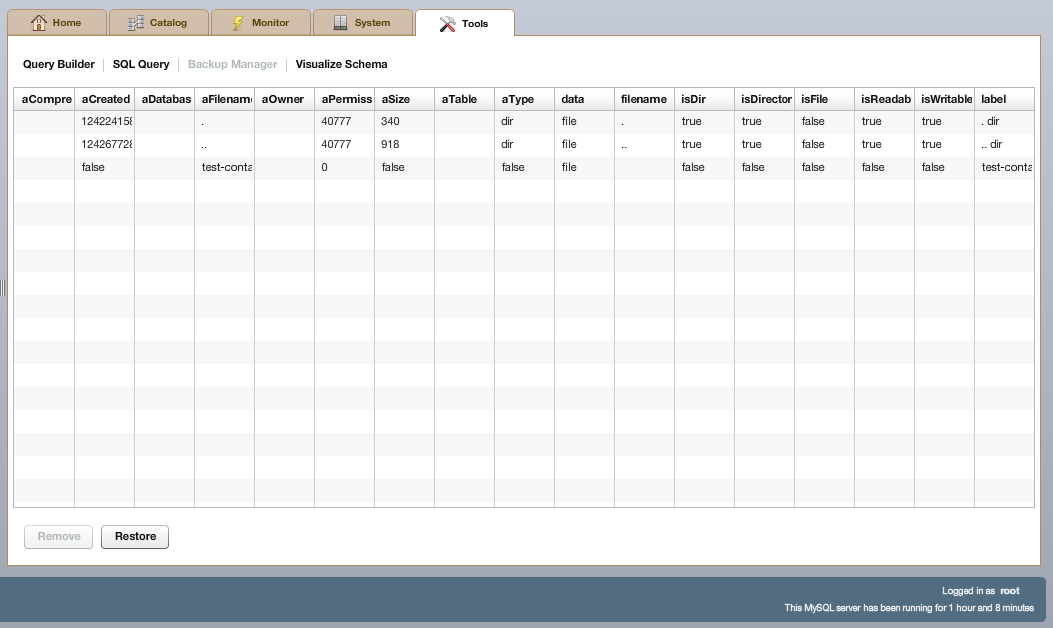 Home Catalog Monitor System Tools
Query Builder SQL Query Backup Manager Visualize Schema
aCompre aCreated aDatabas aFilenam aOwner aPermiss aSize aTable aType data filename isDir isDirector isFile isReadab isWritable label
12422415 . 40777 340 dir file . true true false true true . dir
12426772 .. 40777 918 dir file .. true true false true true .. dir
false test-conta 0 false false file false false false false false test-conta
Remove Restore
Logged in as root
This MySQL server has been running for 1 hour and 8 minutes